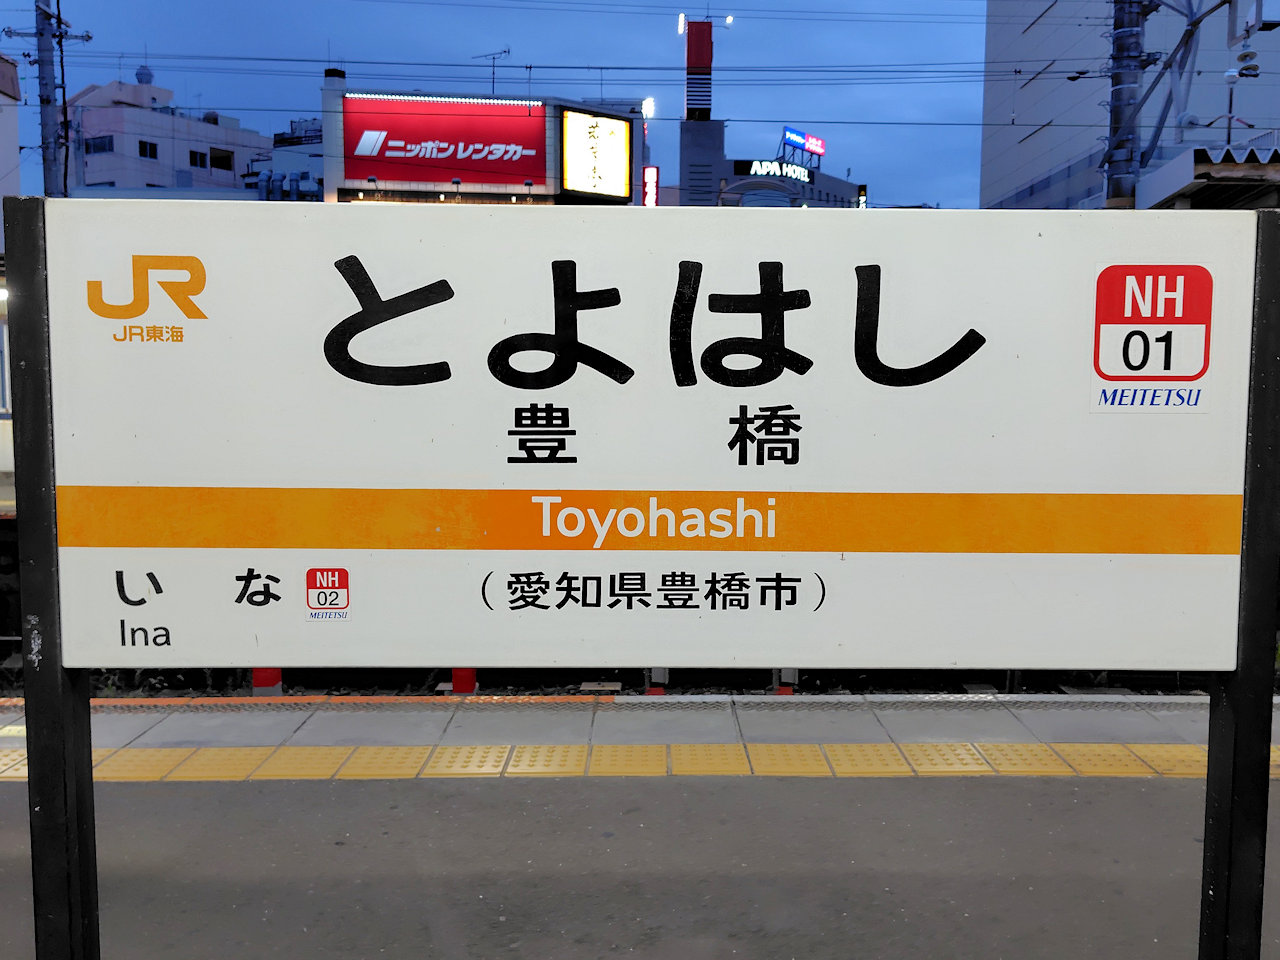 ニッポンレンタカー
APA HOTEL
JR
JR東海
とよはし
NH
01
MEITETSU
豊橋
Toyohashi
いな
NH
02
MEITETSU
Ina
（愛知県豊橋市）